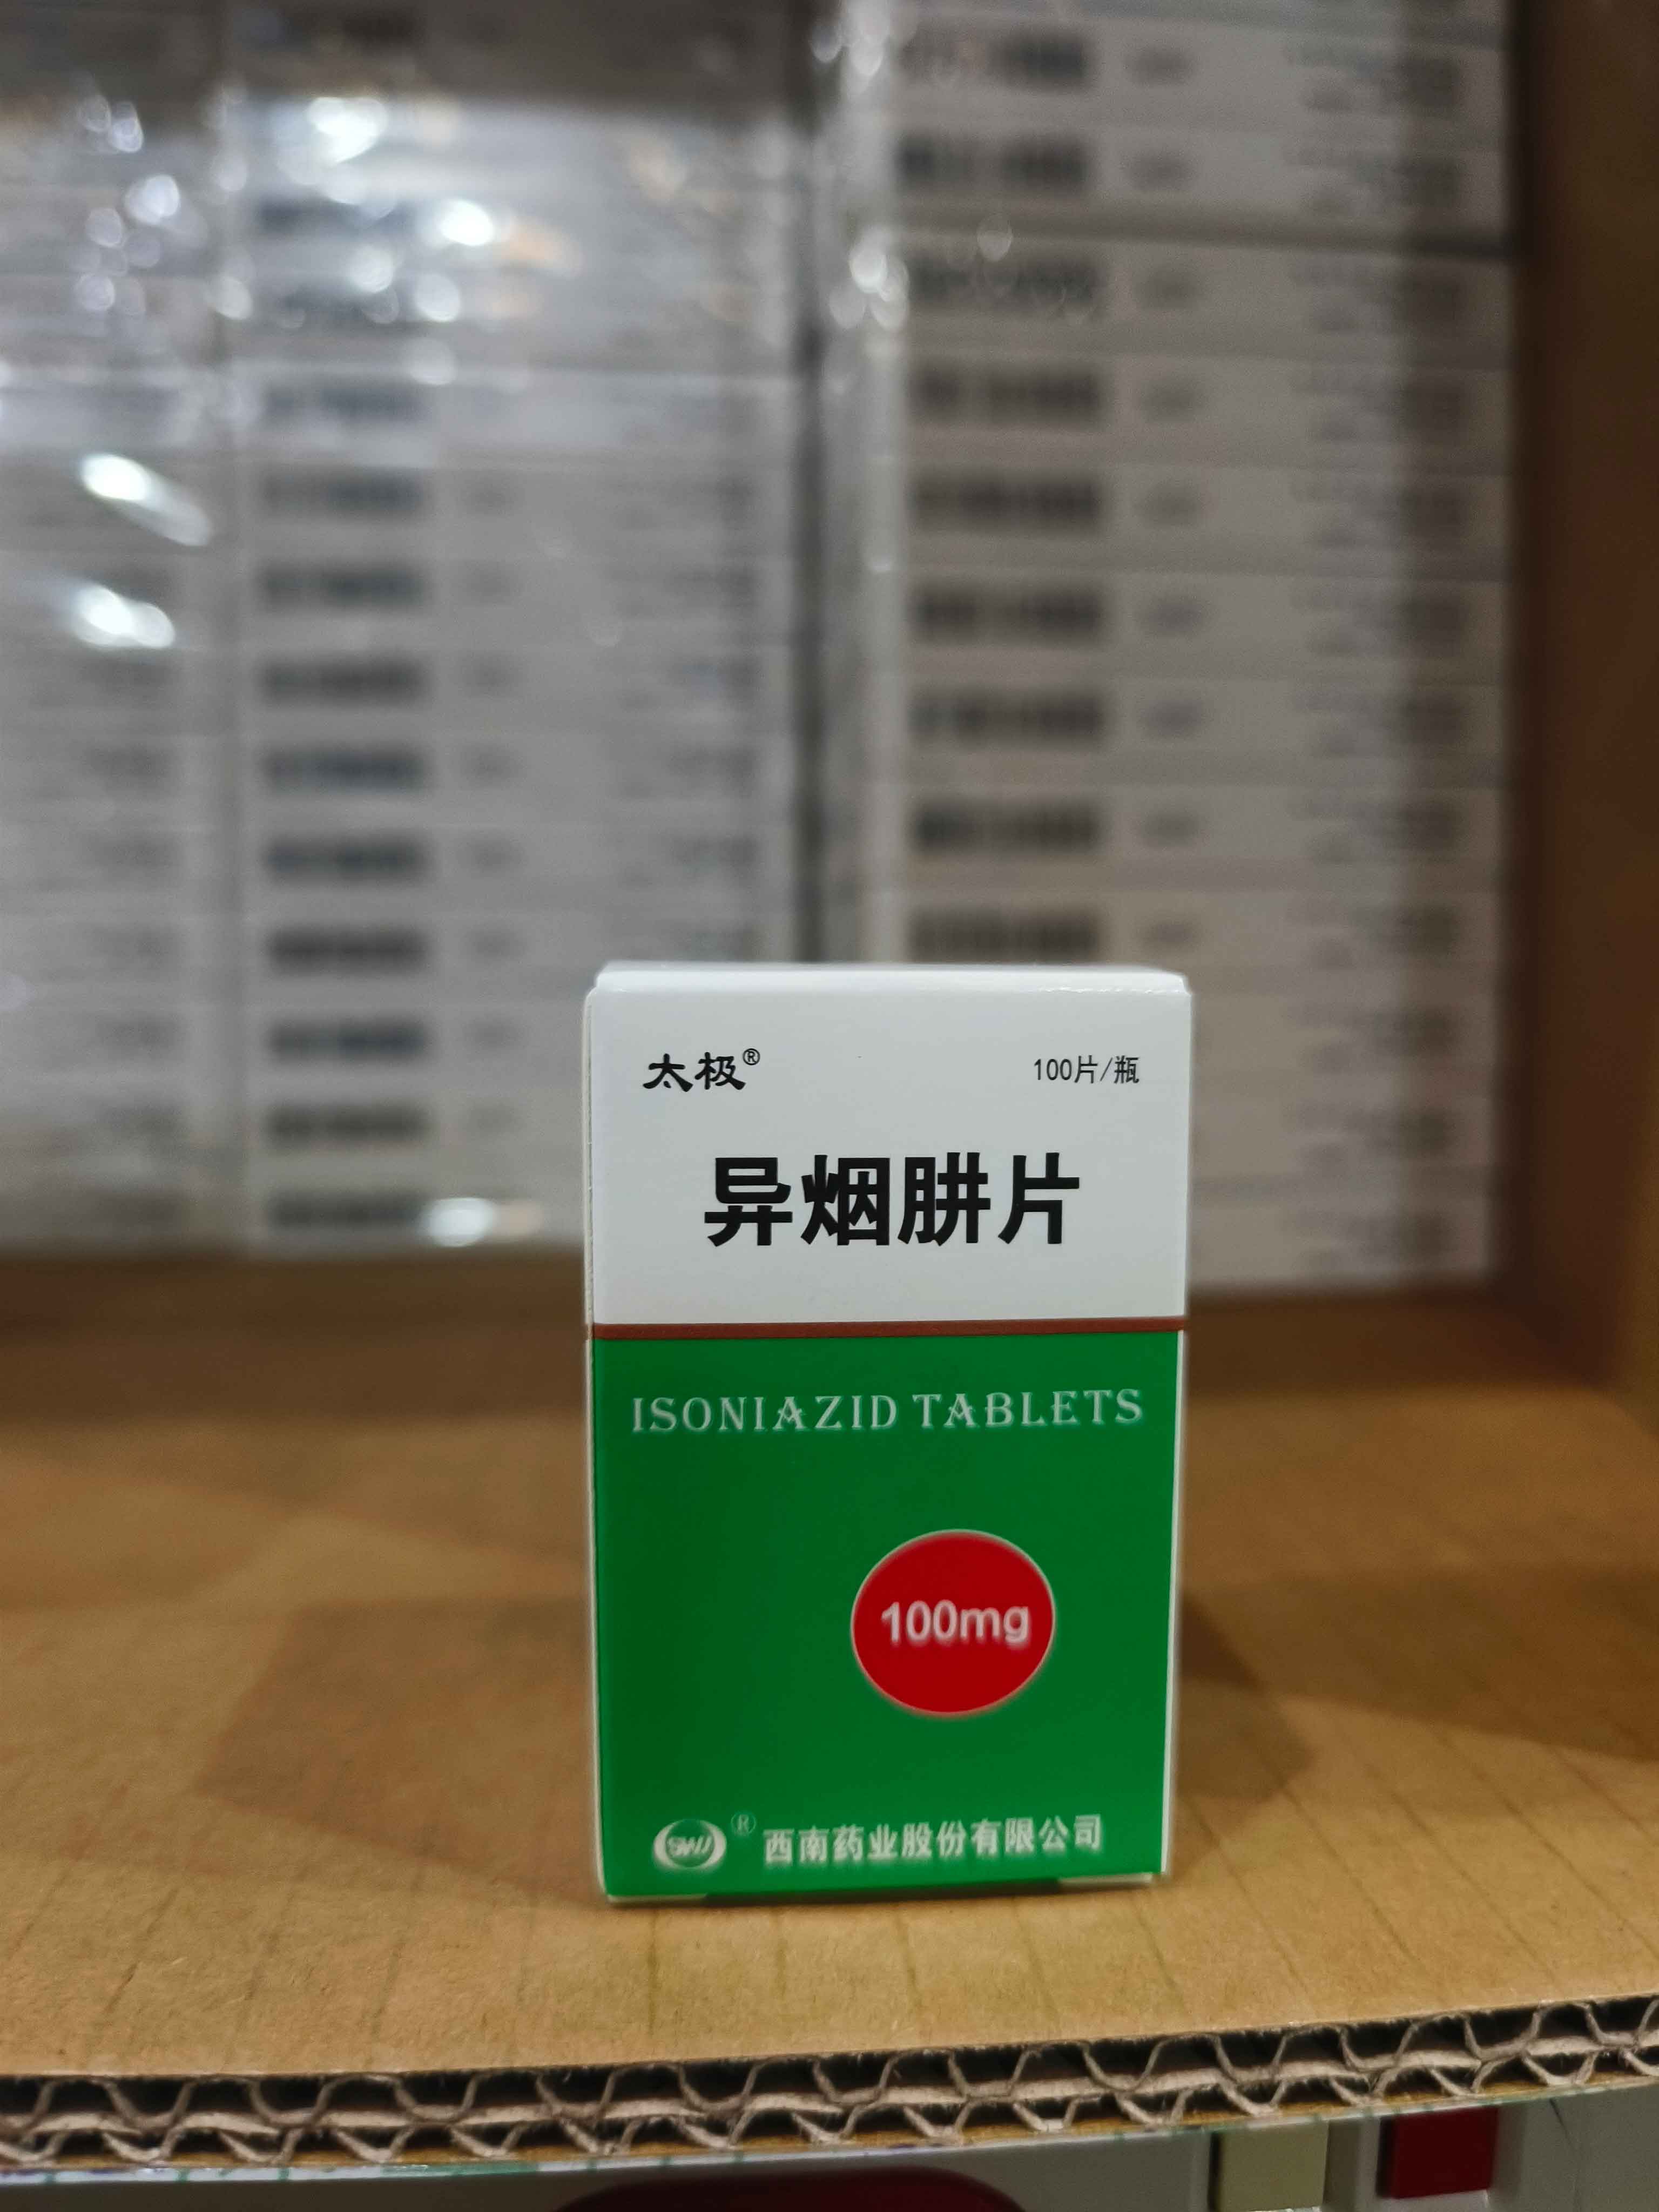 太极® 100片/瓶
异烟肼片
ISONIAZID TABLETS
100mg
SWJ ® 西南药业股份有限公司